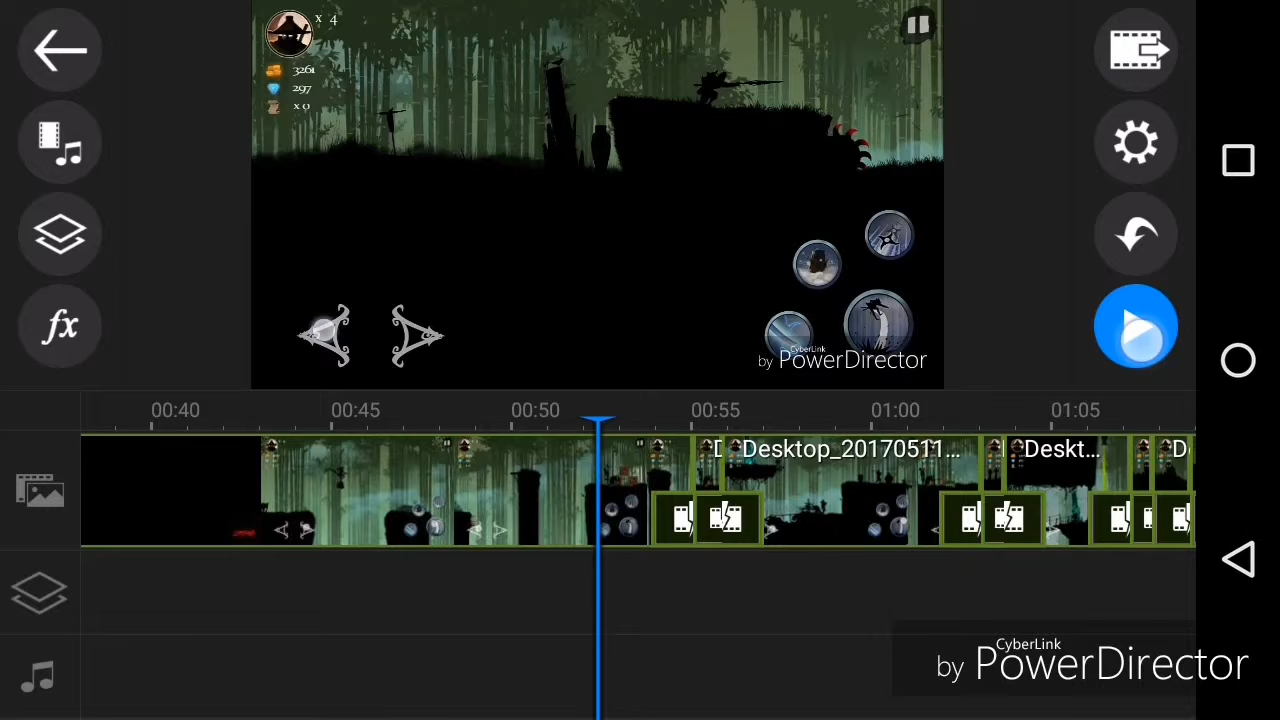 x 4
3261
297
x 0
fx
CyberLink
by PowerDirector
00:40 00:45 00:50 00:55 01:00 01:05
D Desktop_20170511... Deskt... D
CyberLink
by PowerDirector